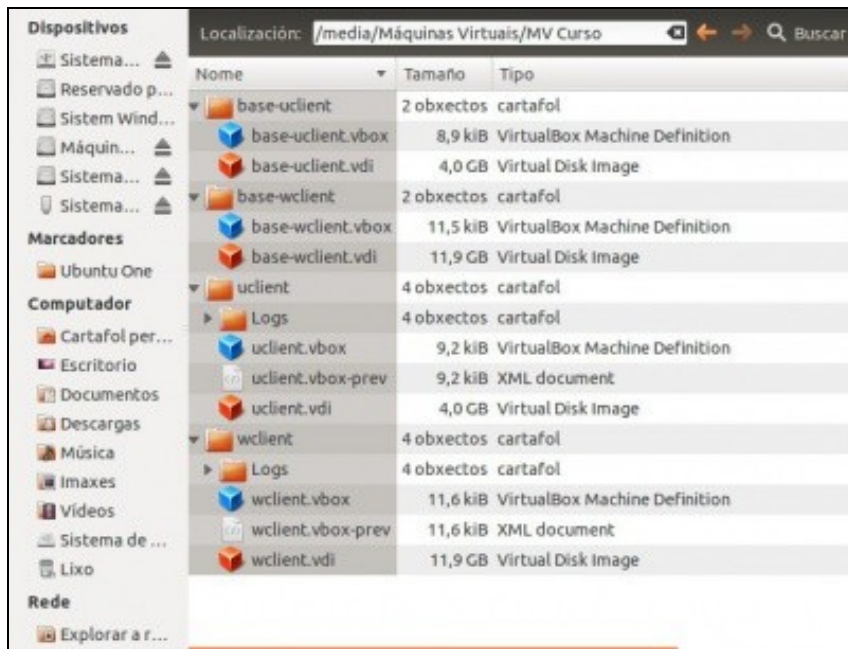 Dispositivos
Sistema...
Reservado p...
Sistem Wind...
Máquin...
Sistema...
Sistema...
Marcadores
Ubuntu One
Computador
Cartafol per...
Escritorio
Documentos
Descargas
Música
Imaxes
Vídeos
Sistema de ...
Lixo
Rede
Explorar a r...
Localización: /media/Máquinas Virtuais/MV Curso Buscar
Nome Tamaño Tipo
base-uclient 2 obxectos cartafol
base-uclient.vbox 8,9 kiB VirtualBox Machine Definition
base-uclient.vdi 4,0 GB Virtual Disk Image
base-wclient 2 obxectos cartafol
base-wclient.vbox 11,5 kiB VirtualBox Machine Definition
base-wclient.vdi 11,9 GB Virtual Disk Image
uclient 4 obxectos cartafol
Logs 4 obxectos cartafol
uclient.vbox 9,2 kiB VirtualBox Machine Definition
uclient.vbox-prev 9,2 kiB XML document
uclient.vdi 4,0 GB Virtual Disk Image
wclient 4 obxectos cartafol
Logs 4 obxectos cartafol
wclient.vbox 11,6 kiB VirtualBox Machine Definition
wclient.vbox-prev 11,6 kiB XML document
wclient.vdi 11,9 GB Virtual Disk Image